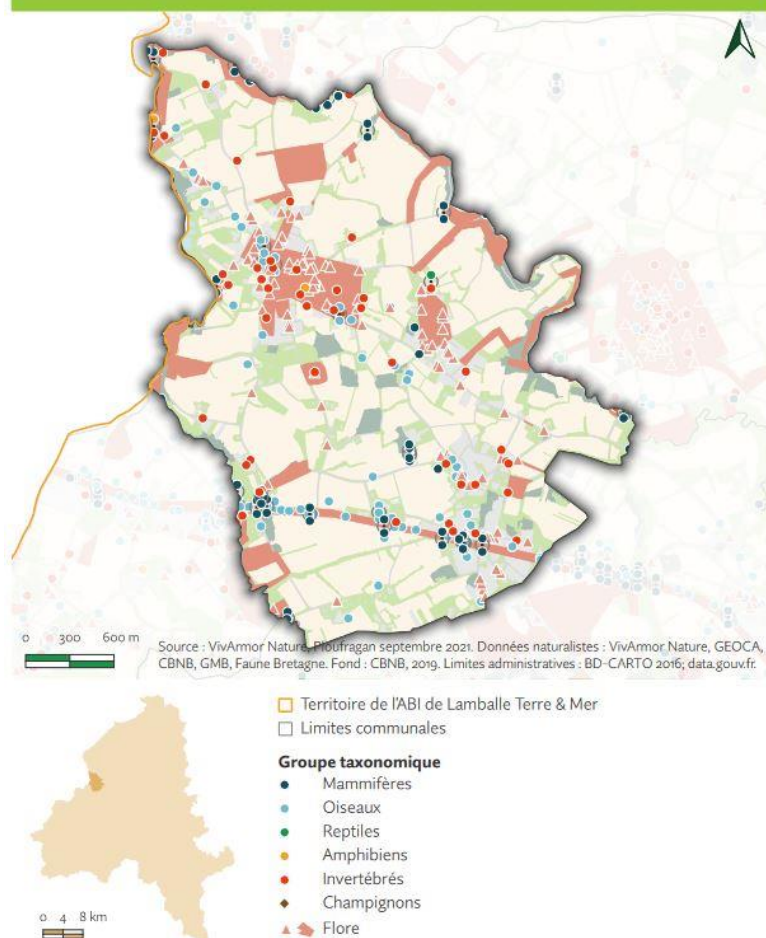 0 300 600 m
Source : VivArmor Nature, Ploufragan septembre 2021. Données naturalistes : VivArmor Nature, GEOCA,
CBNB, GMB, Faune Bretagne. Fond : CBNB, 2019. Limites administratives : BD-CARTO 2016; data.gouv.fr.
Territoire de l'ABI de Lamballe Terre & Mer
Limites communales
Groupe taxonomique
Mammifères
Oiseaux
Reptiles
Amphibiens
Invertébrés
Champignons
Flore
0 4 8 km